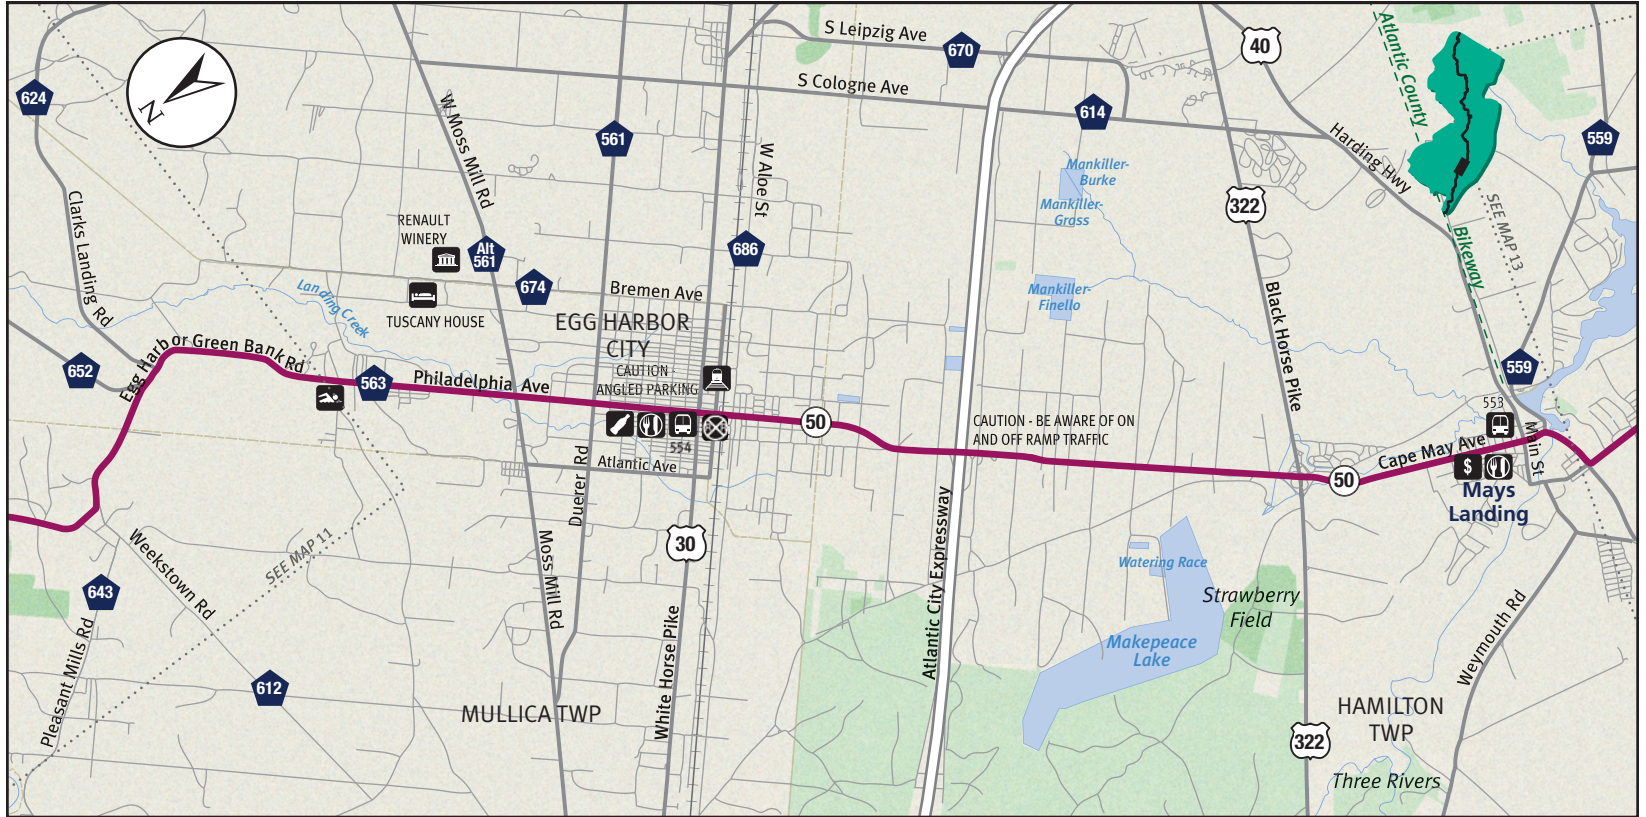 S Leipzig Ave
670
40
Atlantic County
624
N
S Cologne Ave
W Moss Mill Rd
561
614
Harding Hwy
559
W Aloe St
Mankiller-
Burke
Mankiller-
Grass
322
SEE MAP 13
Clarks Landing Rd
RENAULT
WINERY
Alt
561
686
Bikeway
674
Landing Creek
TUSCANY HOUSE
Bremen Ave
Mankiller-
Finello
Black Horse Pike
EGG HARBOR
CITY
CAUTION -
ANGLED PARKING
652
Egg Harbor Green Bank Rd
563
Philadelphia Ave
559
50
CAUTION - BE AWARE OF ON
AND OFF RAMP TRAFFIC
553
Main St
554
Cape May Ave
$
50
Atlantic Ave
Duerer Rd
Mays
Landing
30
Atlantic City Expressway
Weekstown Rd
SEE MAP 11
Moss Mill Rd
Watering Race
643
Strawberry
Field
Makepeace
Lake
Weymouth Rd
Pleasant Mills Rd
612
White Horse Pike
MULLICA TWP
HAMILTON
TWP
322
Three Rivers